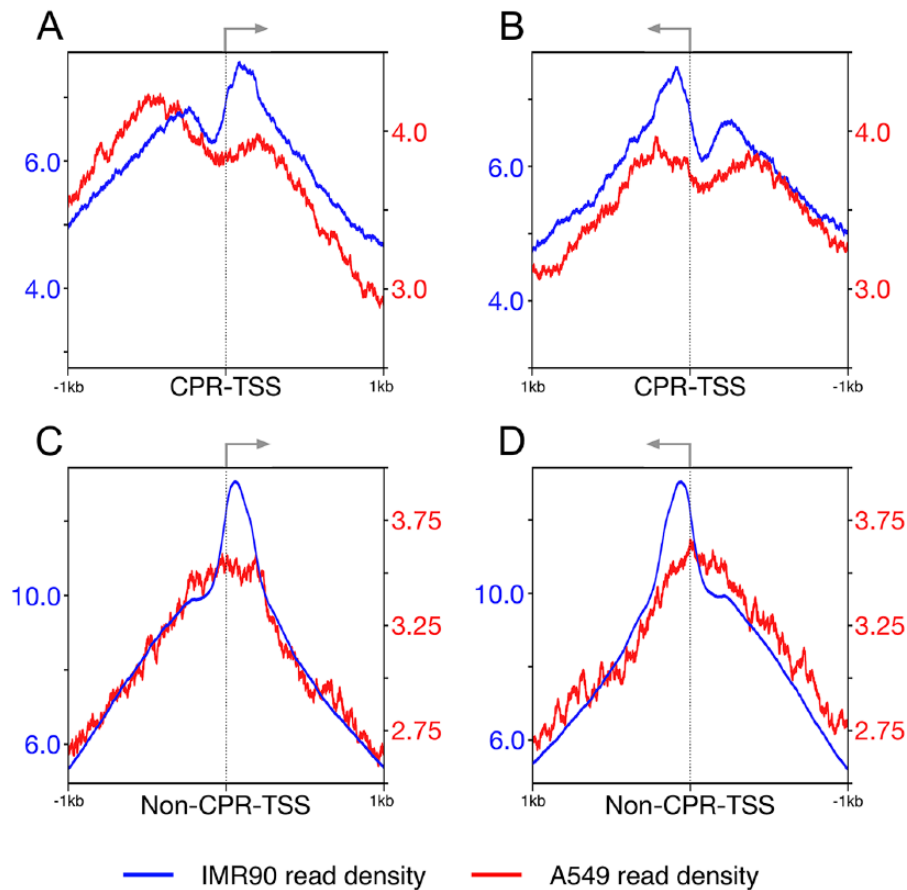 A
B
6.0
4.0
4.0
3.0
6.0
4.0
4.0
3.0
-1kb
CPR-TSS
1kb
1kb
CPR-TSS
-1kb
C
D
10.0
6.0
3.75
3.25
2.75
10.0
6.0
3.75
3.25
2.75
-1kb
Non-CPR-TSS
1kb
1kb
Non-CPR-TSS
-1kb
IMR90 read density
A549 read density